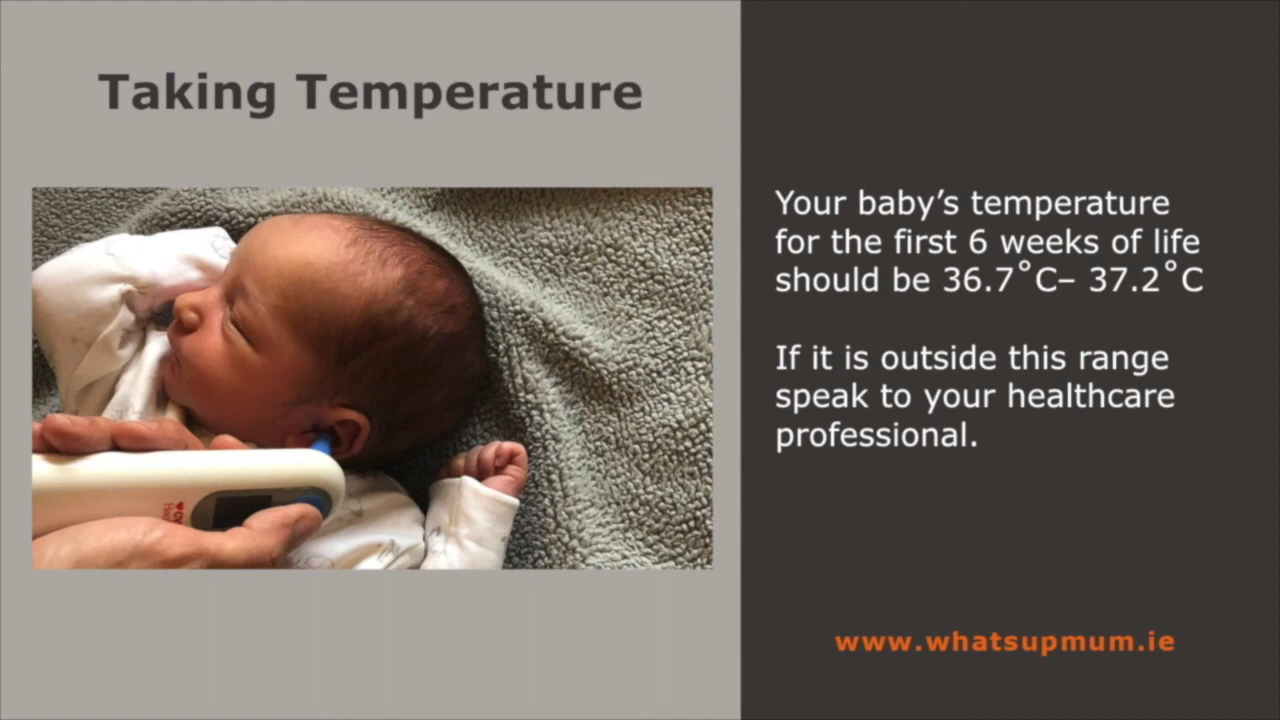 Taking Temperature
Your baby’s temperature
for the first 6 weeks of life
should be 36.7˚C– 37.2˚C
If it is outside this range
speak to your healthcare
professional.
www.whatsupmum.ie